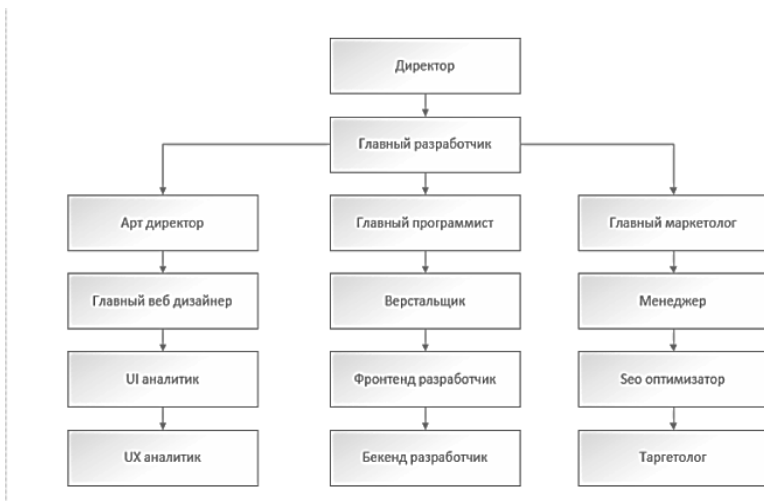 Директор
Главный разработчик
Арт директор
Главный программист
Главный маркетолог
Главный веб дизайнер
Верстальщик
Менеджер
UI аналитик
Фронтенд разработчик
Seo оптимизатор
UX аналитик
Бекенд разработчик
Таргетолог